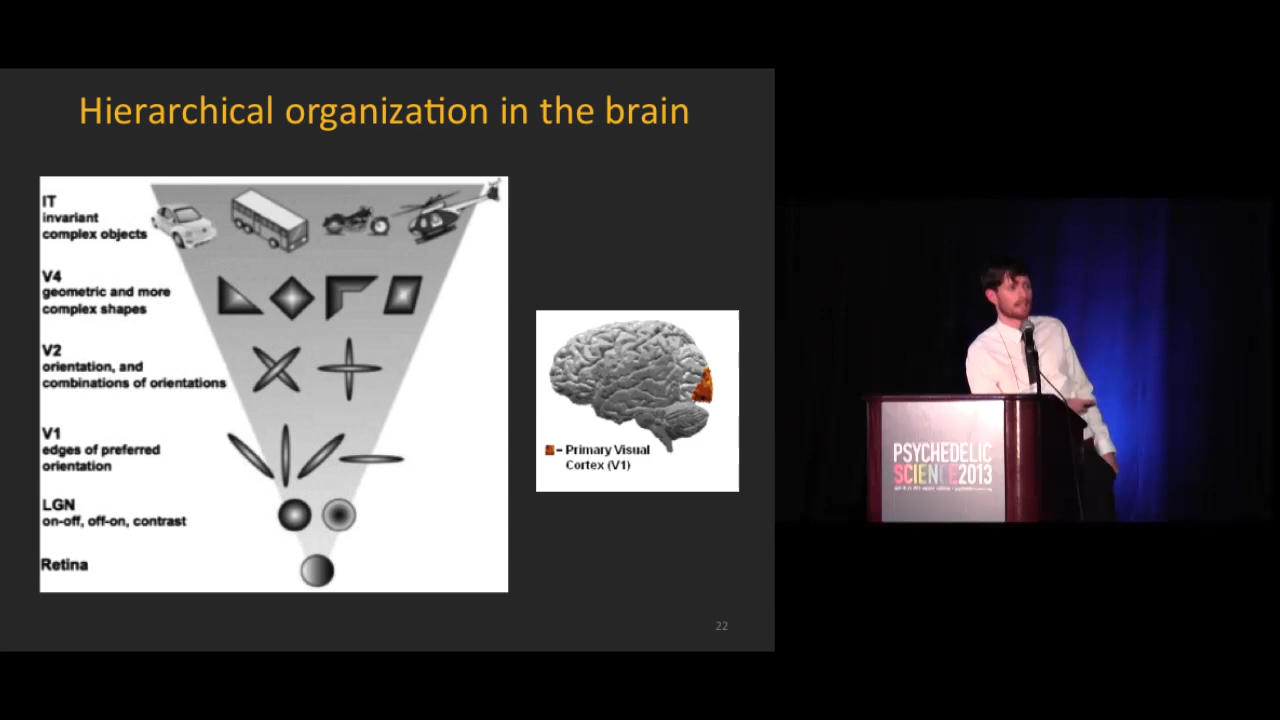 Hierarchical organization in the brain
IT
invariant
complex objects
V4
geometric and more
complex shapes
V2
orientation, and
combinations of orientations
V1
edges of preferred
orientation
LGN
on-off, off-on, contrast
Retina
– Primary Visual
Cortex (V1)
22
PSYCHEDELIC
SCIENCE2013